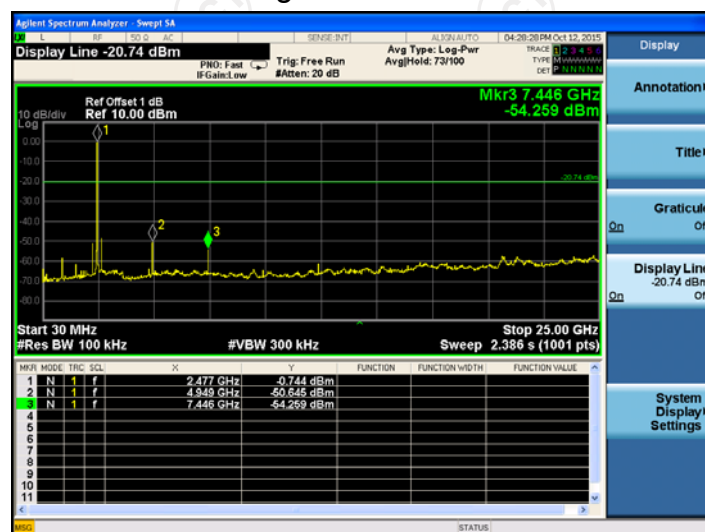 Agilent Spectrum Analyzer - Swept SA
LXI L RF 50 Ω AC SENSE:INT ALIGNAUTO 04:28:28 PM Oct 12, 2015
Display Line -20.74 dBm
PNO: Fast
IFGain:Low
Trig: Free Run
#Atten: 20 dB
Avg Type: Log-Pwr
Avg|Hold: 73/100
TRACE 1 2 3 4 5 6
TYPE MWWWWW
DET P N N N N N
Mkr3 7.446 GHz
-54.259 dBm
Ref Offset 1 dB
10 dB/div Ref 10.00 dBm
Log
0.00
-10.0
-20.0
-30.0
-40.0
-50.0
-60.0
-70.0
-80.0
1
2
3
-20.74 dBm
Start 30 MHz Stop 25.00 GHz
#Res BW 100 kHz #VBW 300 kHz Sweep 2.386 s (1001 pts)
MKR MODE TRC SCL X Y FUNCTION FUNCTION WIDTH FUNCTION VALUE
1 N 1 f 2.477 GHz -0.744 dBm
2 N 1 f 4.949 GHz -50.645 dBm
3 N 1 f 7.446 GHz -54.259 dBm
4
5
6
7
8
9
10
11
MSG STATUS
Display
Annotation
Title
Graticul
On Of
Display Line
-20.74 dBm
On Of
System
Display
Settings